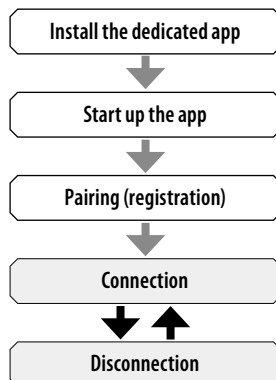 Install the dedicated app
Start up the app
Pairing (registration)
Connection
Disconnection